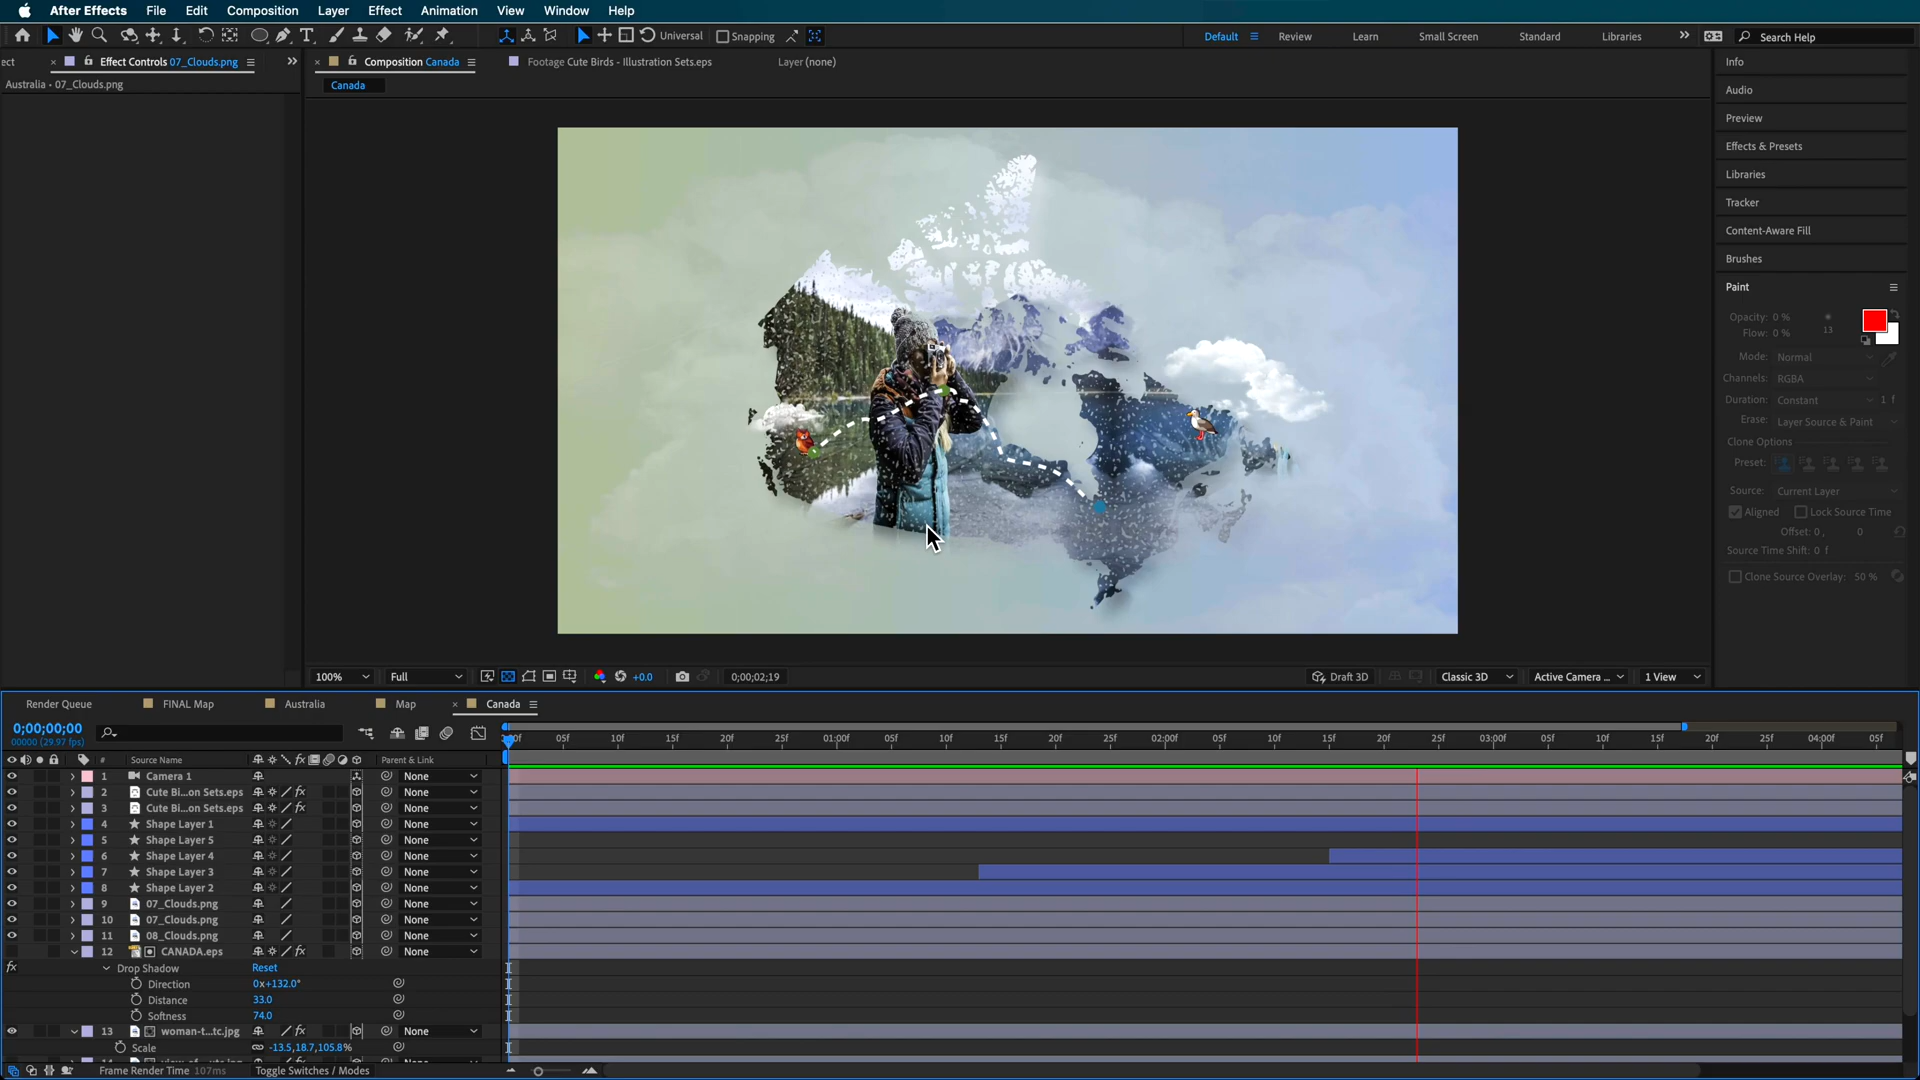 After Effects File Edit Composition Layer Effect Animation View Window Help
Universal Snapping Default Review Learn Small Screen Standard Libraries Search Help
ect Effect Controls 07_Clouds.png Composition Canada Footage Cute Birds - Illustration Sets.eps Layer (none) Info
Australia • 07_Clouds.png Canada
Audio
Preview
Effects & Presets
Libraries
Tracker
Content-Aware Fill
Brushes
Paint
Opacity: 0 %
Flow: 0 % 13
Mode: Normal
Channels: RGBA
Duration: Constant 1 f
Erase: Layer Source & Paint
Clone Options
Preset:
Source: Current Layer
Aligned Lock Source Time
Offset: 0 , 0
Source Time Shift: 0 f
Clone Source Overlay: 50 %
100% Full +0.0 0;00;02;19 Draft 3D Classic 3D Active Camera ... 1 View
Render Queue FINAL Map Australia Map Canada
0;00;00;00
00000 (29.97 fps)
05f 10f 15f 20f 25f 01:00f 05f 10f 15f 20f 25f 02:00f 05f 10f 15f 20f 25f 03:00f 05f 10f 15f 20f 25f 04:00f 05f
# Source Name fx Parent & Link
1 Camera 1 None
2 Cute Bi...on Sets.eps fx None
3 Cute Bi...on Sets.eps fx None
4 Shape Layer 1 None
5 Shape Layer 5 None
6 Shape Layer 4 None
7 Shape Layer 3 None
8 Shape Layer 2 None
9 07_Clouds.png None
10 07_Clouds.png None
11 08_Clouds.png None
12 CANADA.eps fx None
fx Drop Shadow Reset
Direction 0x+132.0°
Distance 33.0
Softness 74.0
13 woman-t...tc.jpg fx None
Scale -13.5,18.7,105.8%
Frame Render Time 107ms Toggle Switches / Modes